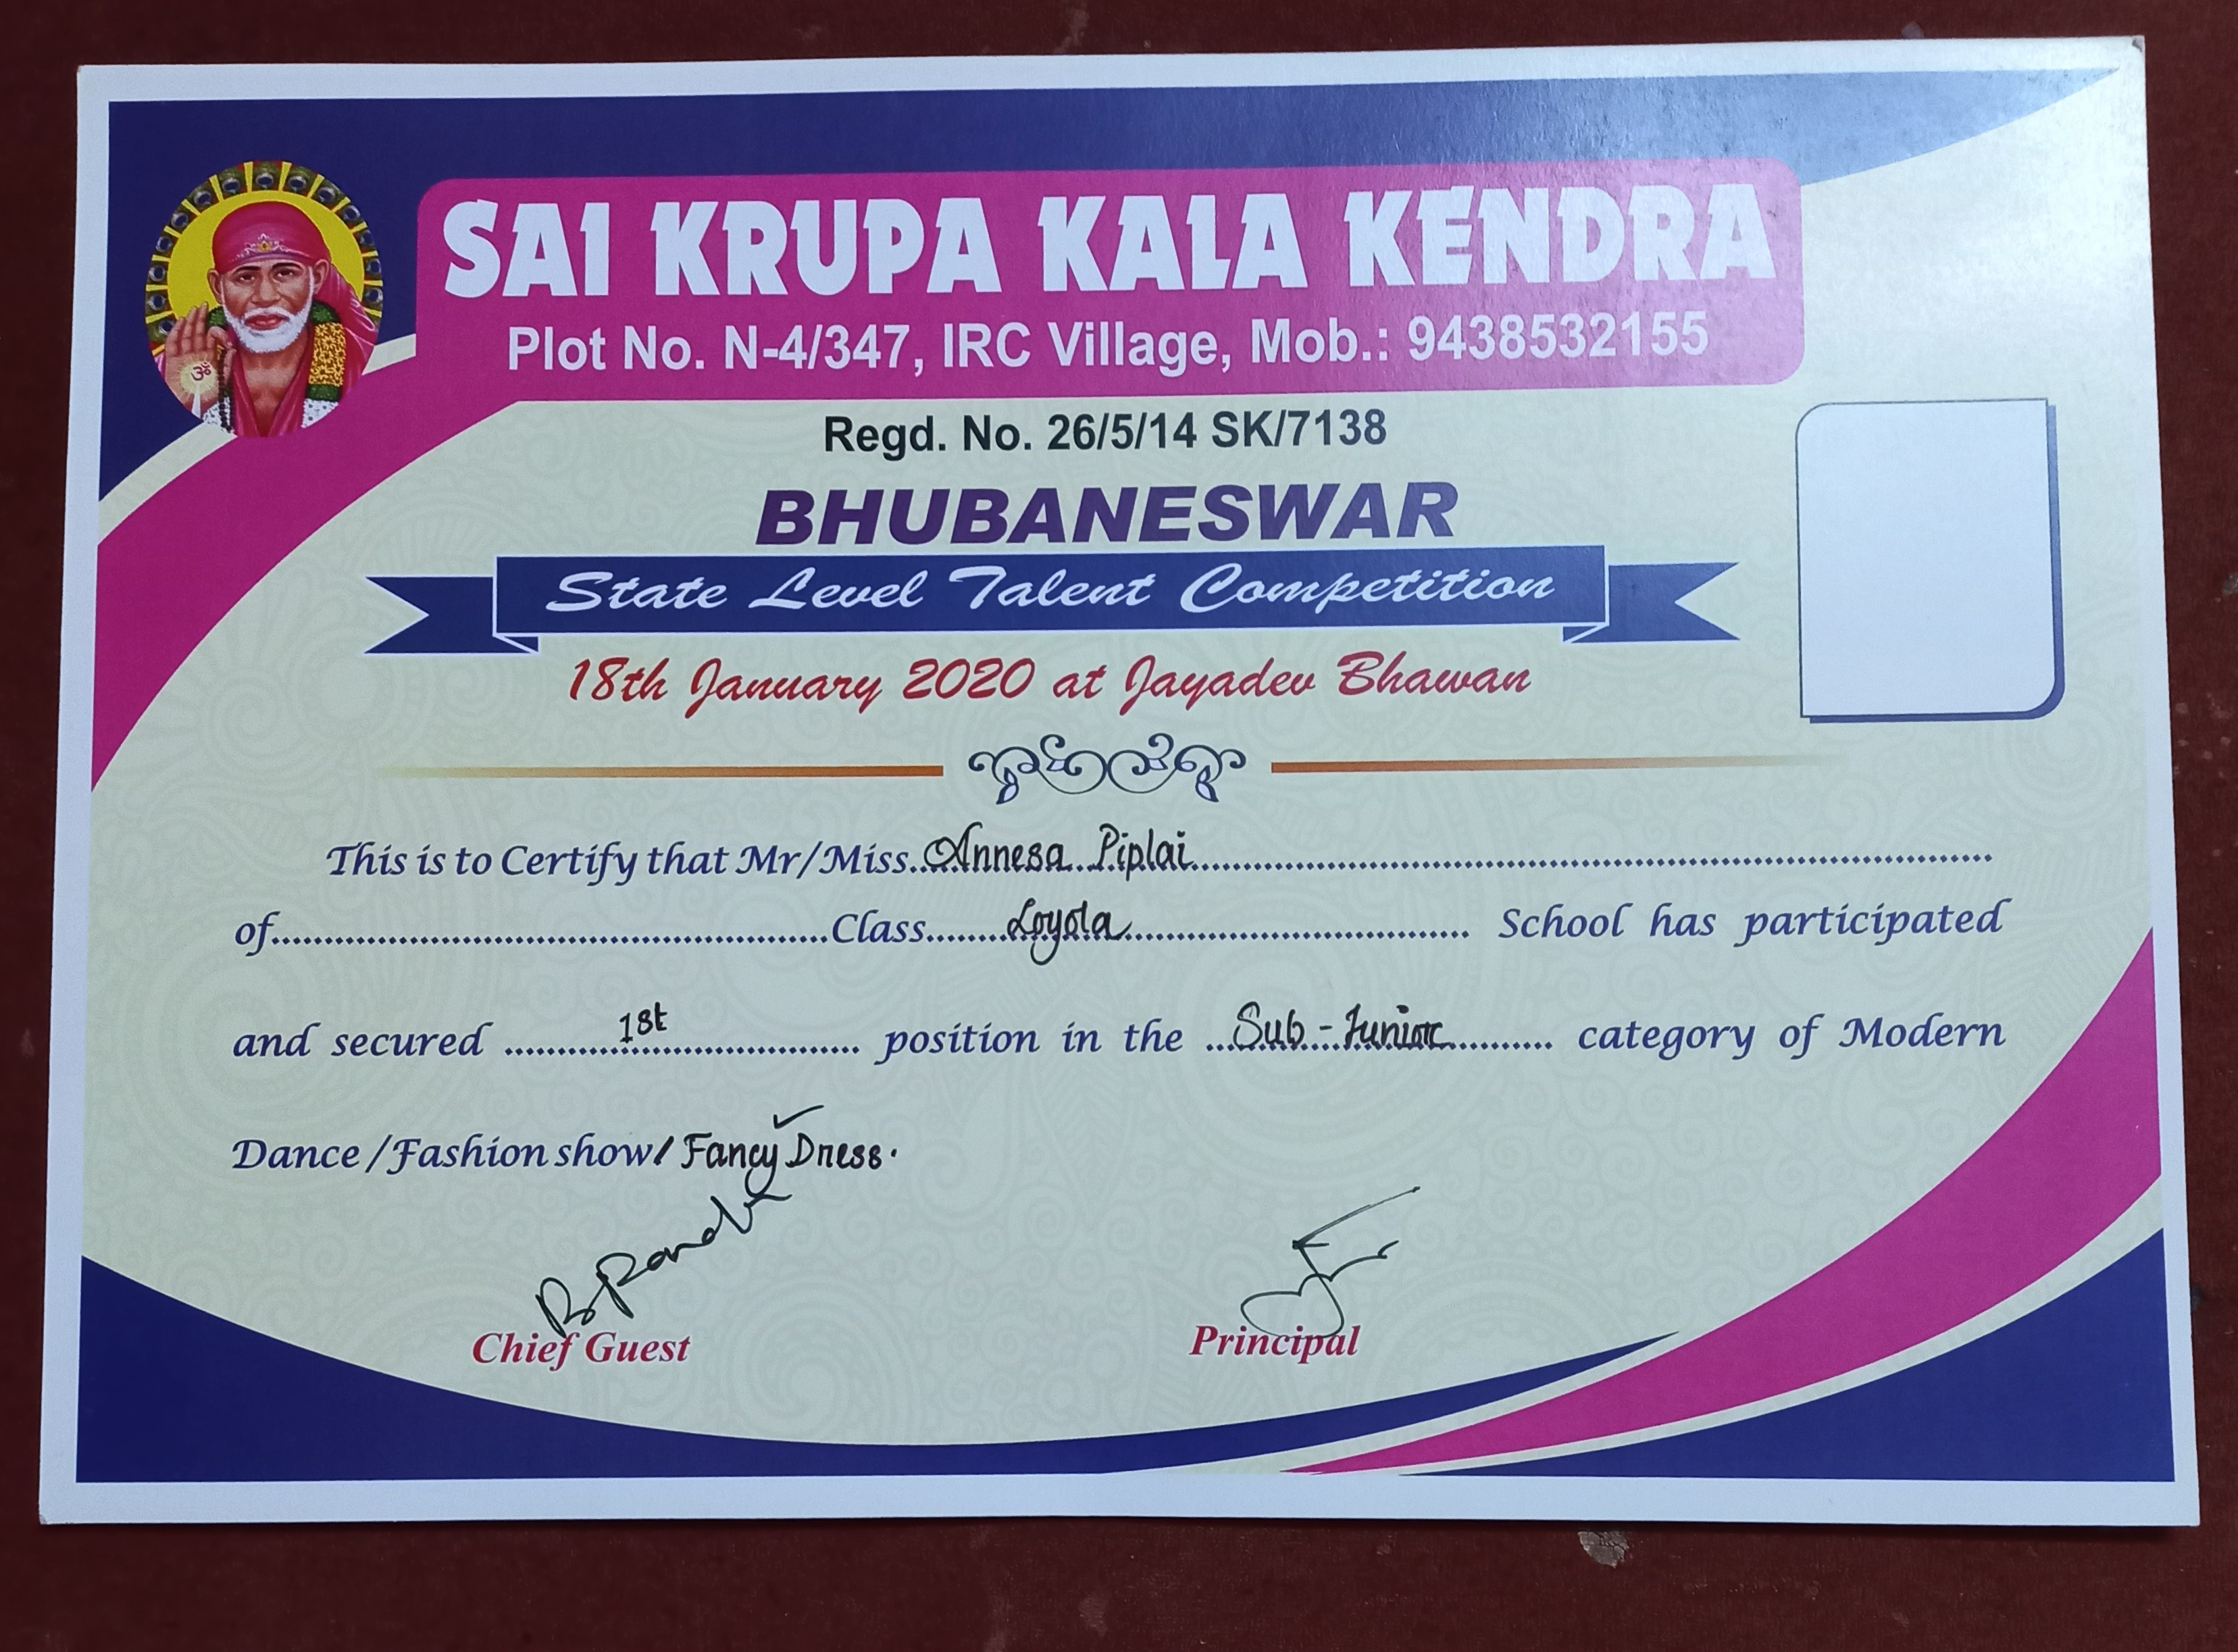 SAI KRUPA KALA KENDRA
Plot No. N-4/347, IRC Village, Mob.: 9438532155
Regd. No. 26/5/14 SK/7138
BHUBANESWAR
State Level Talent Competition
18th January 2020 at Jayadev Bhawan
ॐ
This is to Certify that Mr/Miss Annesa Piplai
of Class Loyola School has participated
and secured 1st position in the Sub-Junior category of Modern
Dance/Fashion show/ Fancy Dress.
Chief Guest Principal